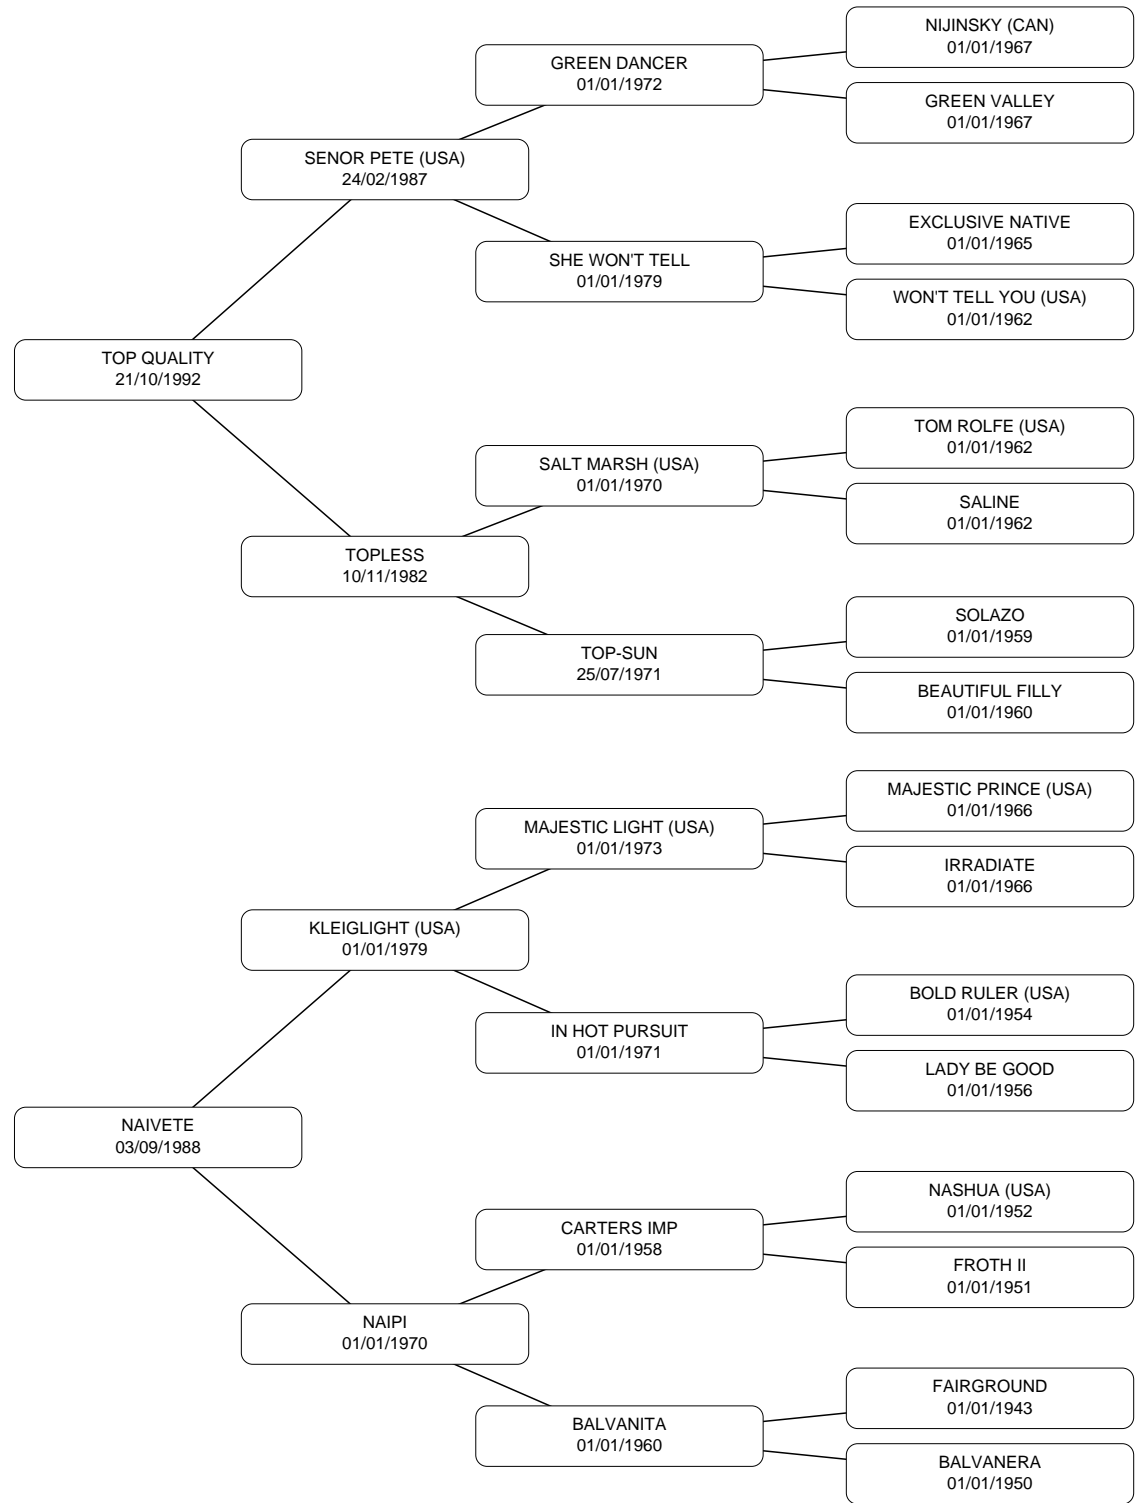 NIJINSKY (CAN)
01/01/1967
GREEN DANCER
01/01/1972
GREEN VALLEY
01/01/1967
SENOR PETE (USA)
24/02/1987
EXCLUSIVE NATIVE
01/01/1965
SHE WON'T TELL
01/01/1979
WON'T TELL YOU (USA)
01/01/1962
TOP QUALITY
21/10/1992
TOM ROLFE (USA)
01/01/1962
SALT MARSH (USA)
01/01/1970
SALINE
01/01/1962
TOPLESS
10/11/1982
SOLAZO
01/01/1959
TOP-SUN
25/07/1971
BEAUTIFUL FILLY
01/01/1960
MAJESTIC PRINCE (USA)
01/01/1966
MAJESTIC LIGHT (USA)
01/01/1973
IRRADIATE
01/01/1966
KLEIGLIGHT (USA)
01/01/1979
BOLD RULER (USA)
01/01/1954
IN HOT PURSUIT
01/01/1971
LADY BE GOOD
01/01/1956
NAIVETE
03/09/1988
NASHUA (USA)
01/01/1952
CARTERS IMP
01/01/1958
FROTH II
01/01/1951
NAIPI
01/01/1970
FAIRGROUND
01/01/1943
BALVANITA
01/01/1960
BALVANERA
01/01/1950